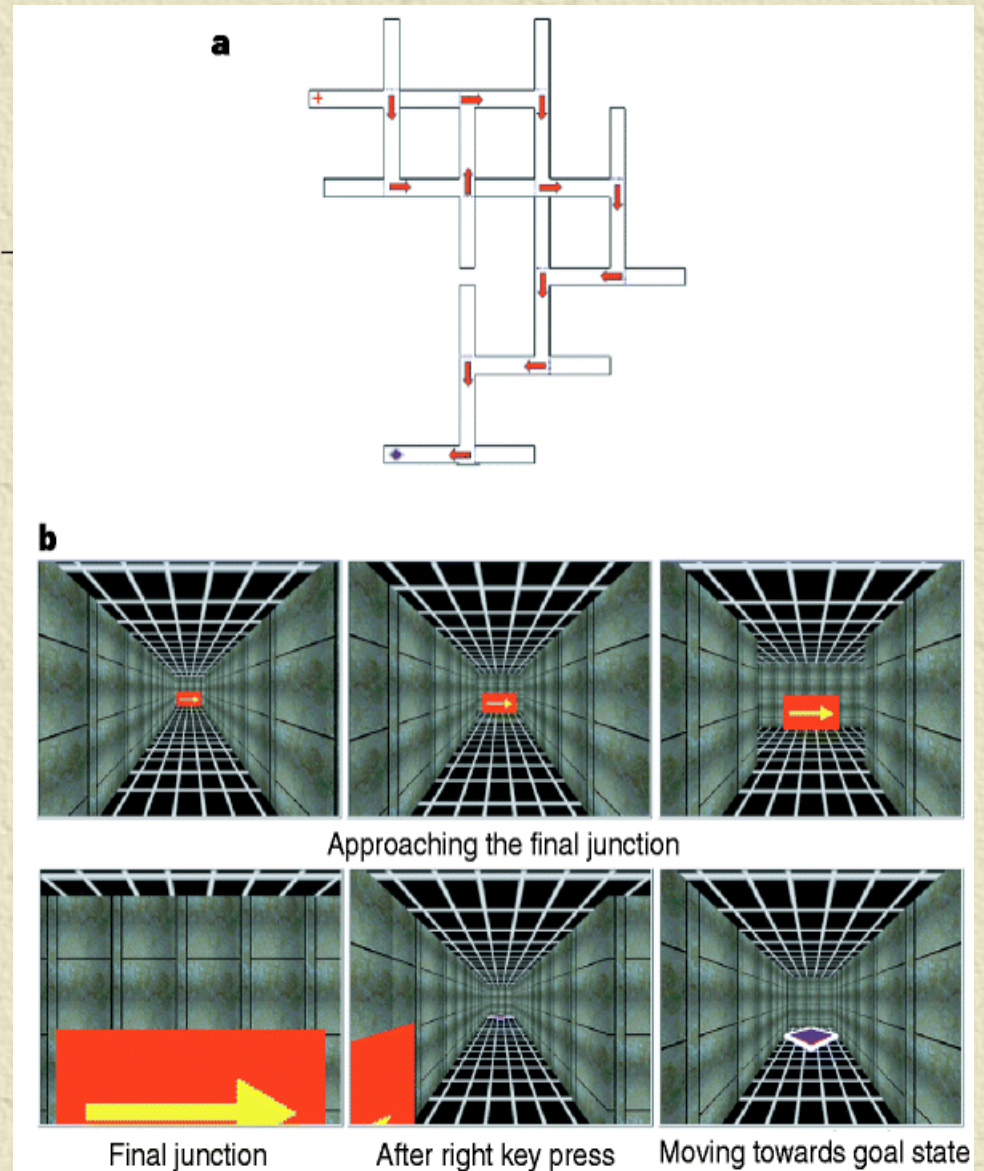 a
b
Approaching the final junction
Final junction
After right key press
Moving towards goal state